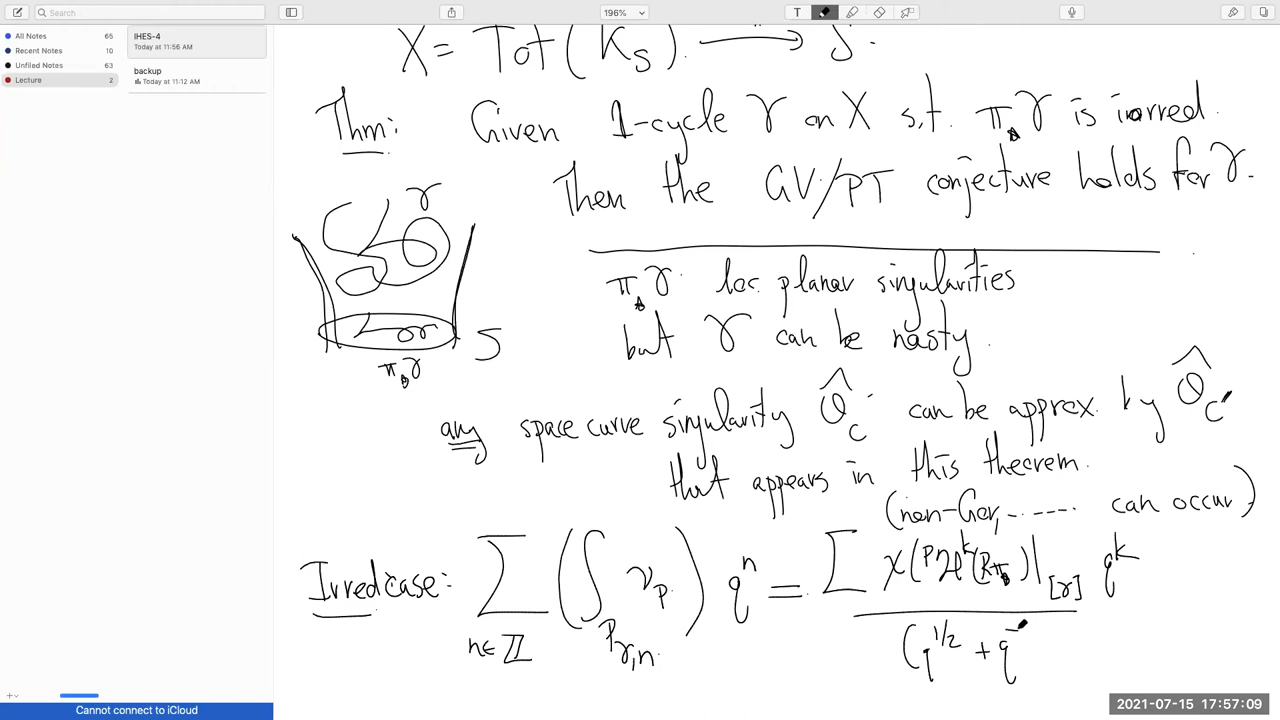 Search
196%
All Notes 65
Recent Notes 10
Unfiled Notes 63
Lecture 2
IHES-4
Today at 11:56 AM
backup
Today at 11:12 AM
X = Tot(K_S) → S.
Thm: Given 1-cycle γ on X s.t. π_*γ is irred.
Then the GV/PT conjecture holds for γ.
γ
S
π_*γ
π_*γ loc. planar singularities
but γ can be nasty.
any space curve singularity Ô_C can be approx. by Ô_C'
that appears in this theorem.
(non-Gor, ------ can occur)
Irred case: Σ_{n∈ℤ} (∫_{P_{γ,n}} ν_P) q^n = Σ χ(^pH^k(Rπ_*)|_{[γ]}) q^k
(q^{1/2} + q^-
Cannot connect to iCloud
2021-07-15 17:57:09